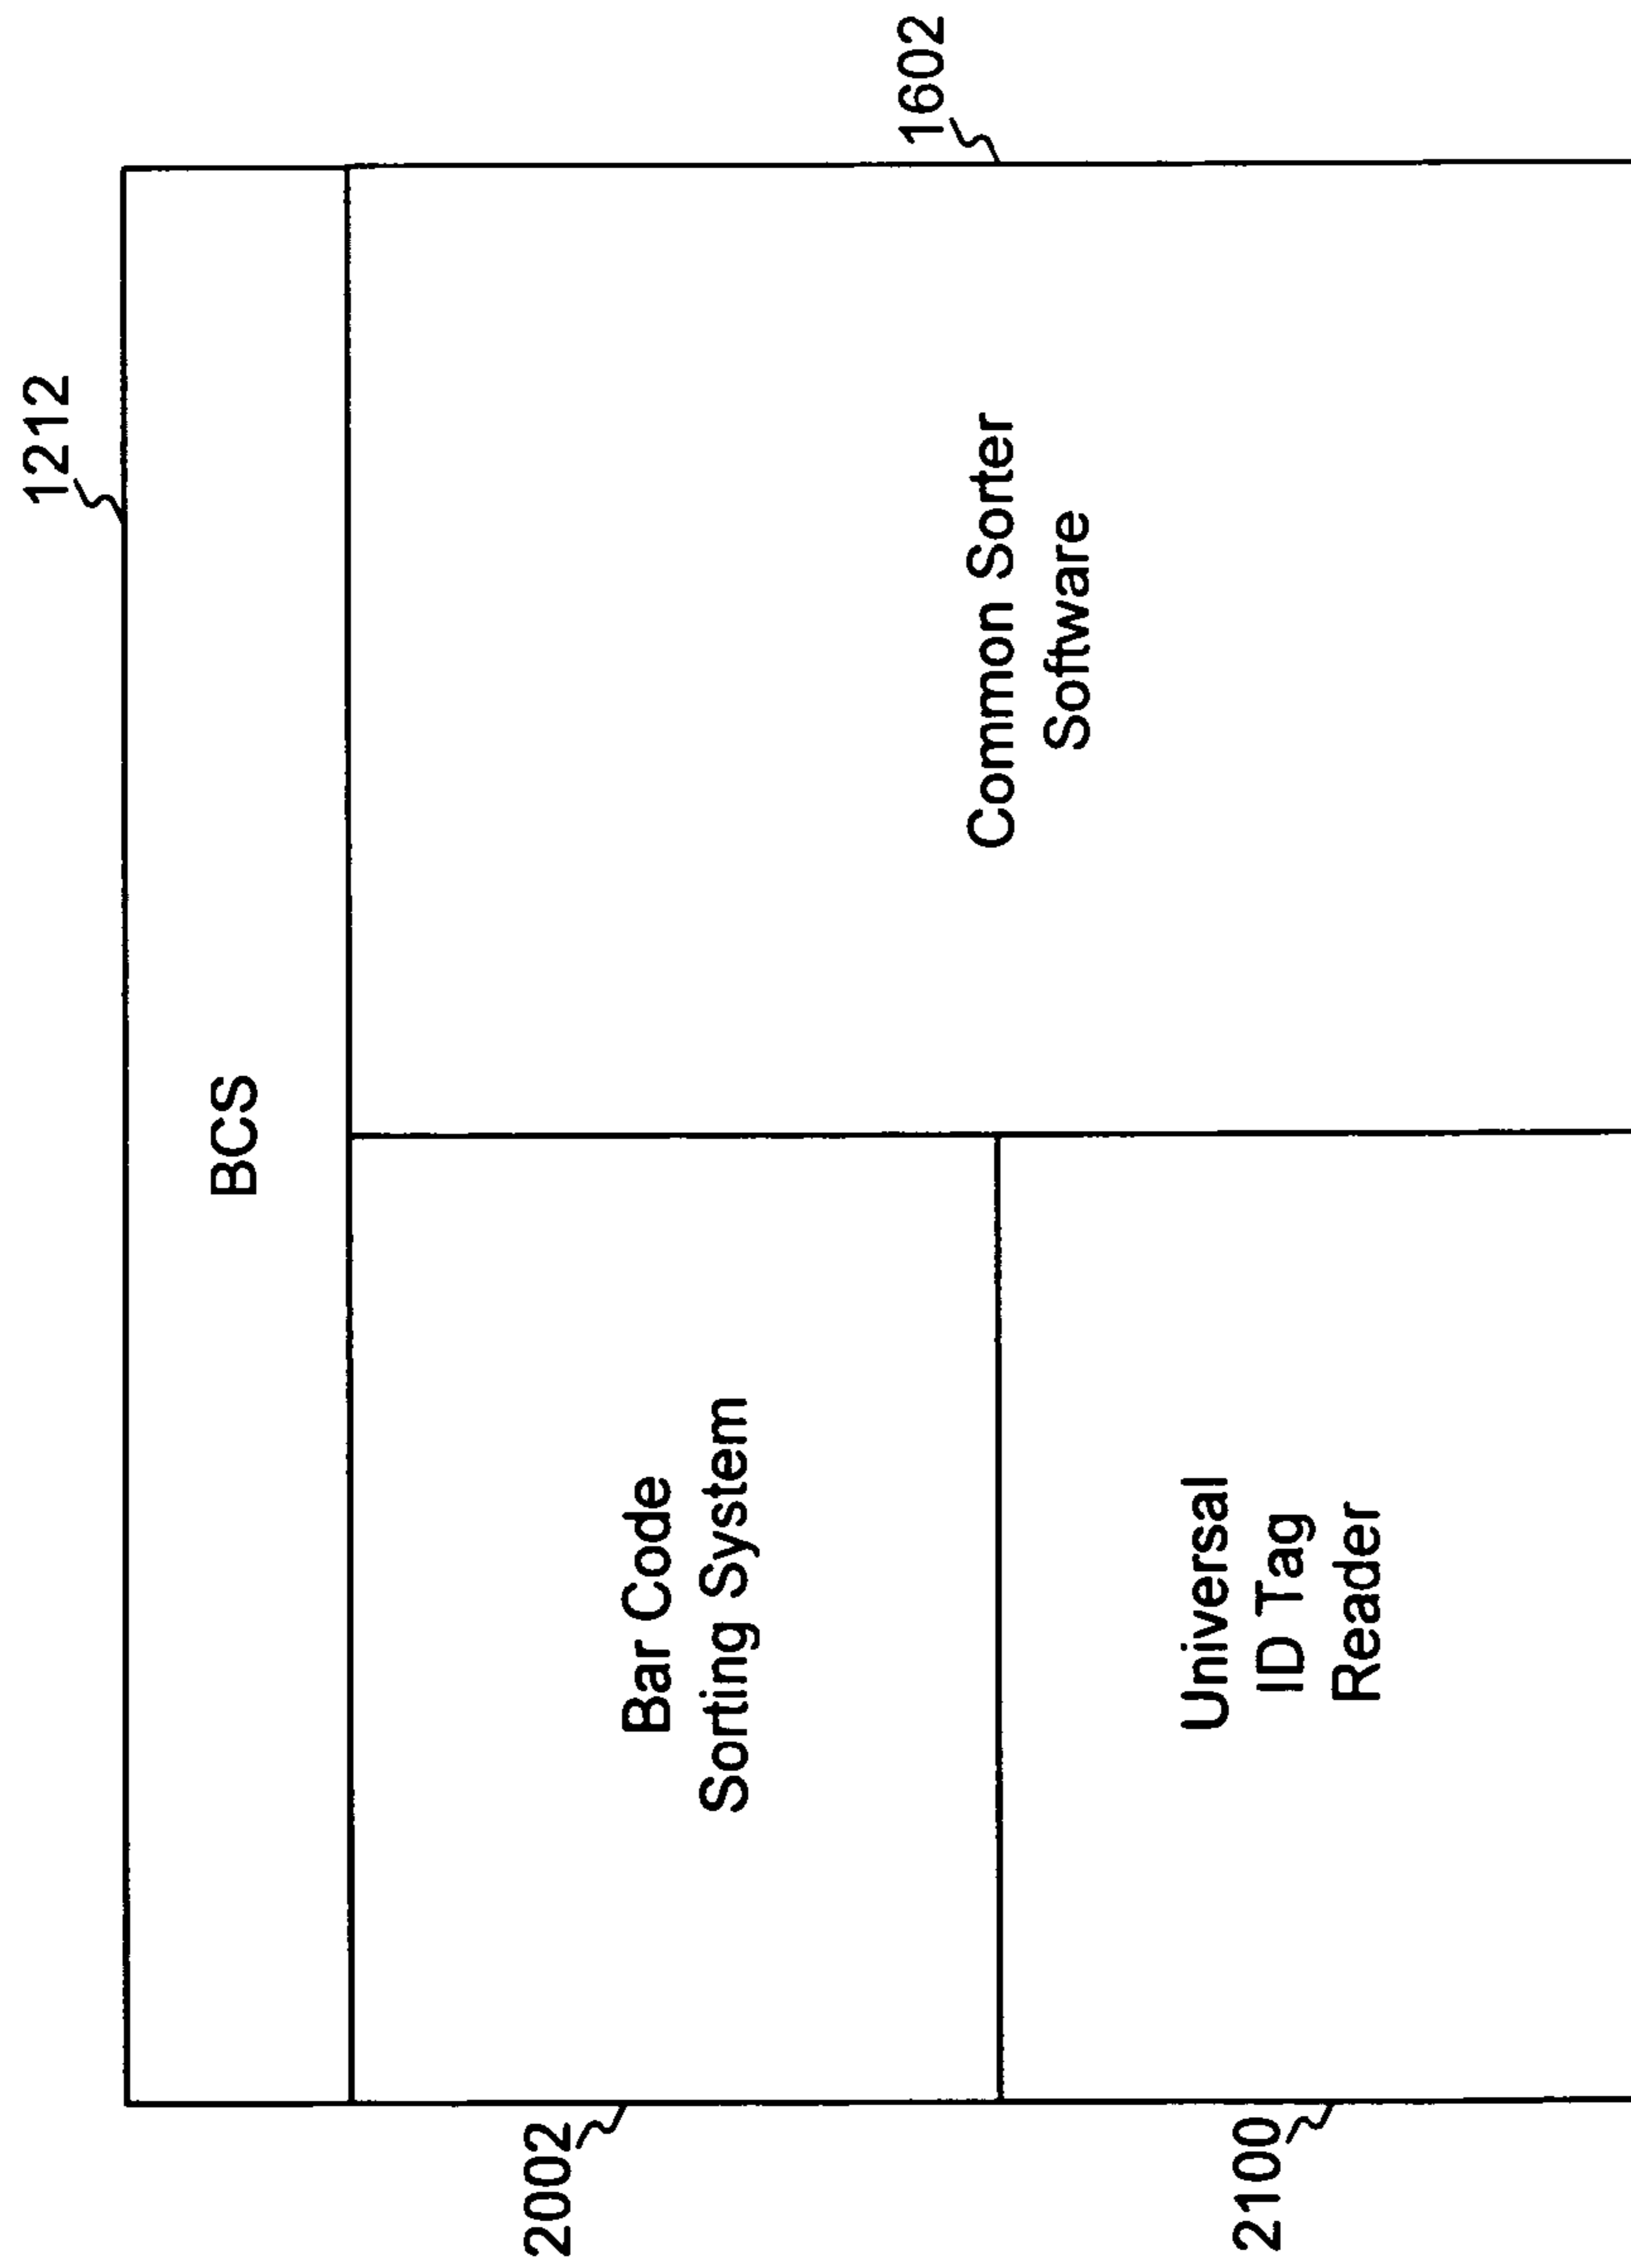 1212
BCS
2002
Bar Code
Sorting System
Common Sorter
Software
1602
2100
Universal
ID Tag
Reader